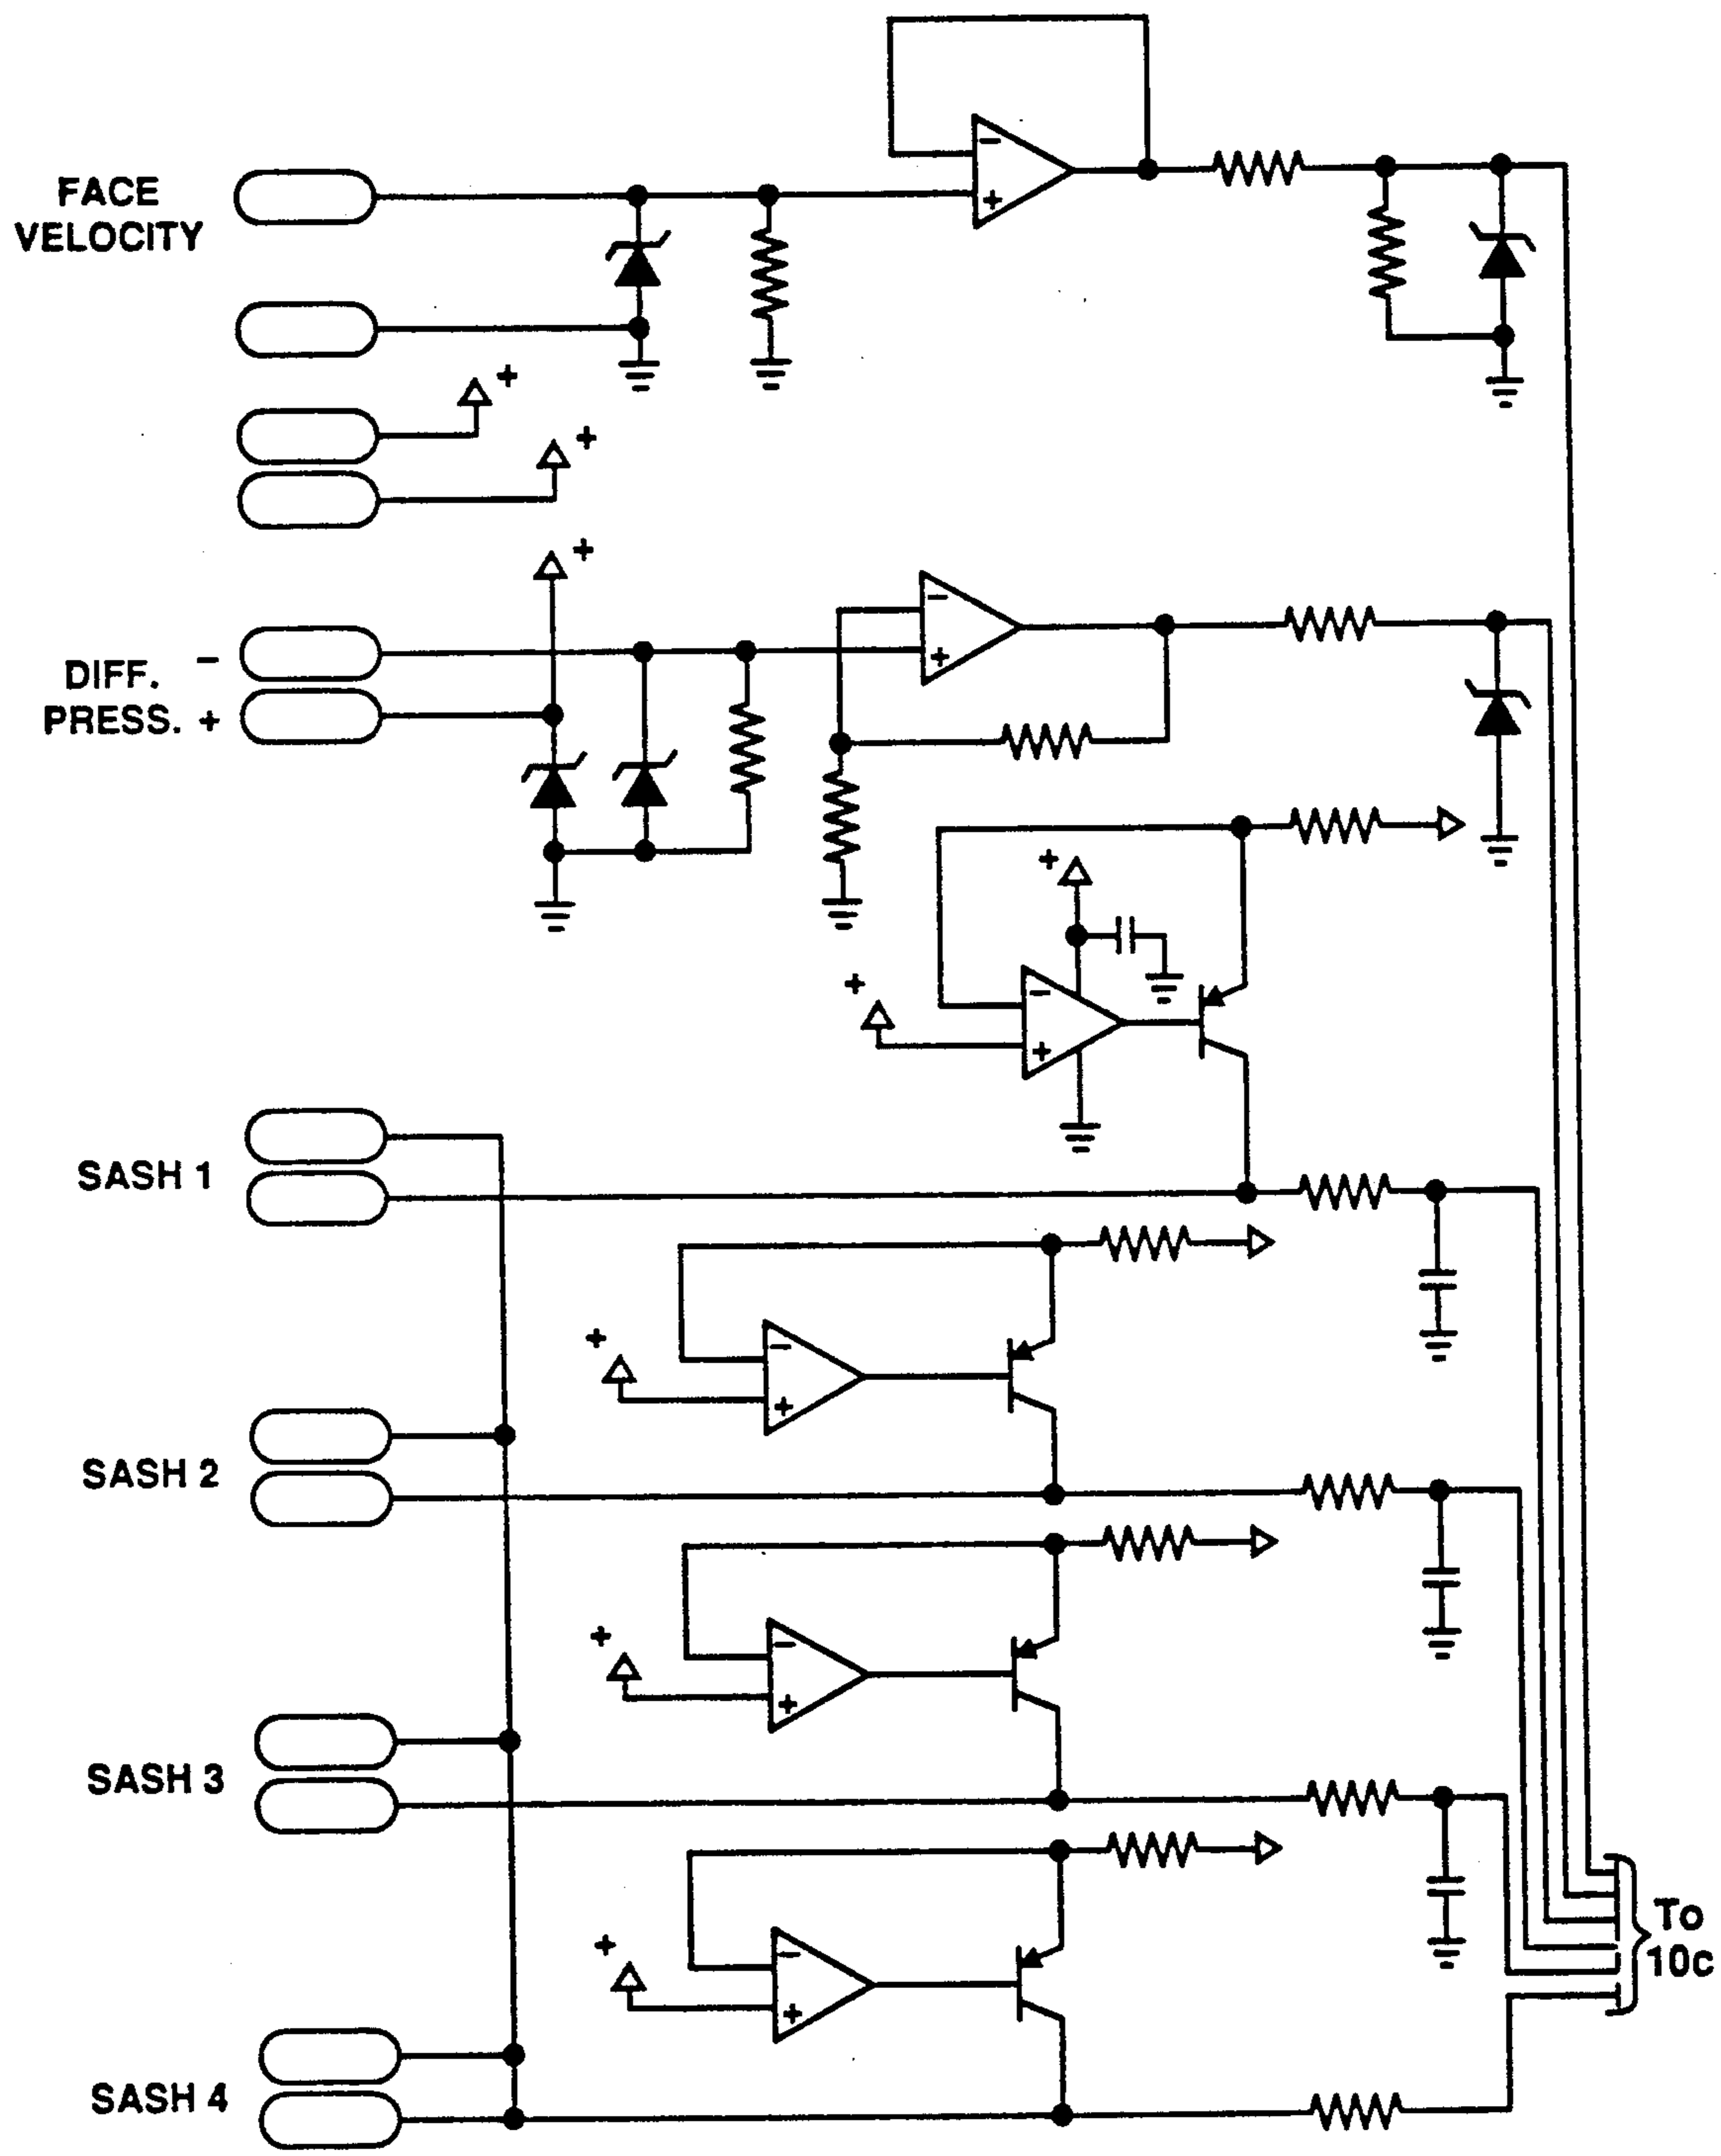 FACE
VELOCITY
+
+
+
DIFF. −
PRESS. +
−
+
−
+
+
+
−
+
SASH 1
+
−
+
SASH 2
+
−
+
SASH 3
+
−
+
SASH 4
To
10c